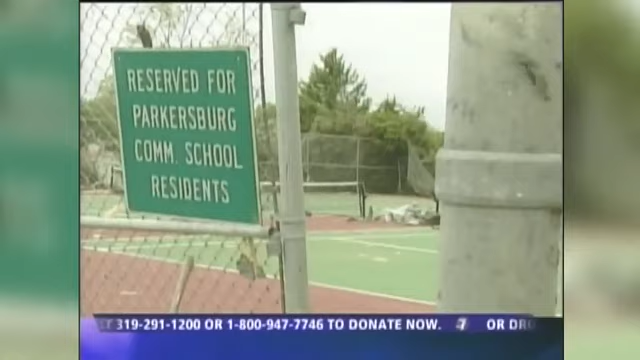 RESERVED FOR
PARKERSBURG
COMM. SCHOOL
RESIDENTS
319-291-1200 OR 1-800-947-7746 TO DONATE NOW. 7 OR